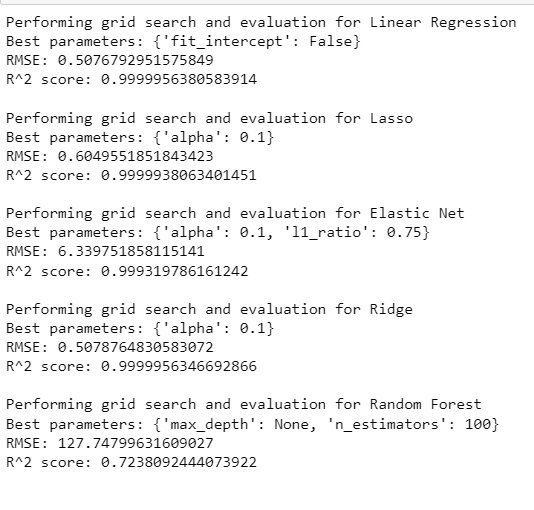 Performing grid search and evaluation for Linear Regression
Best parameters: {'fit_intercept': False}
RMSE: 0.5076792951575849
R^2 score: 0.9999956380583914
Performing grid search and evaluation for Lasso
Best parameters: {'alpha': 0.1}
RMSE: 0.6049551851843423
R^2 score: 0.9999938063401451
Performing grid search and evaluation for Elastic Net
Best parameters: {'alpha': 0.1, 'l1_ratio': 0.75}
RMSE: 6.339751858115141
R^2 score: 0.999319786161242
Performing grid search and evaluation for Ridge
Best parameters: {'alpha': 0.1}
RMSE: 0.5078764830583072
R^2 score: 0.9999956346692866
Performing grid search and evaluation for Random Forest
Best parameters: {'max_depth': None, 'n_estimators': 100}
RMSE: 127.74799631609027
R^2 score: 0.7238092444073922